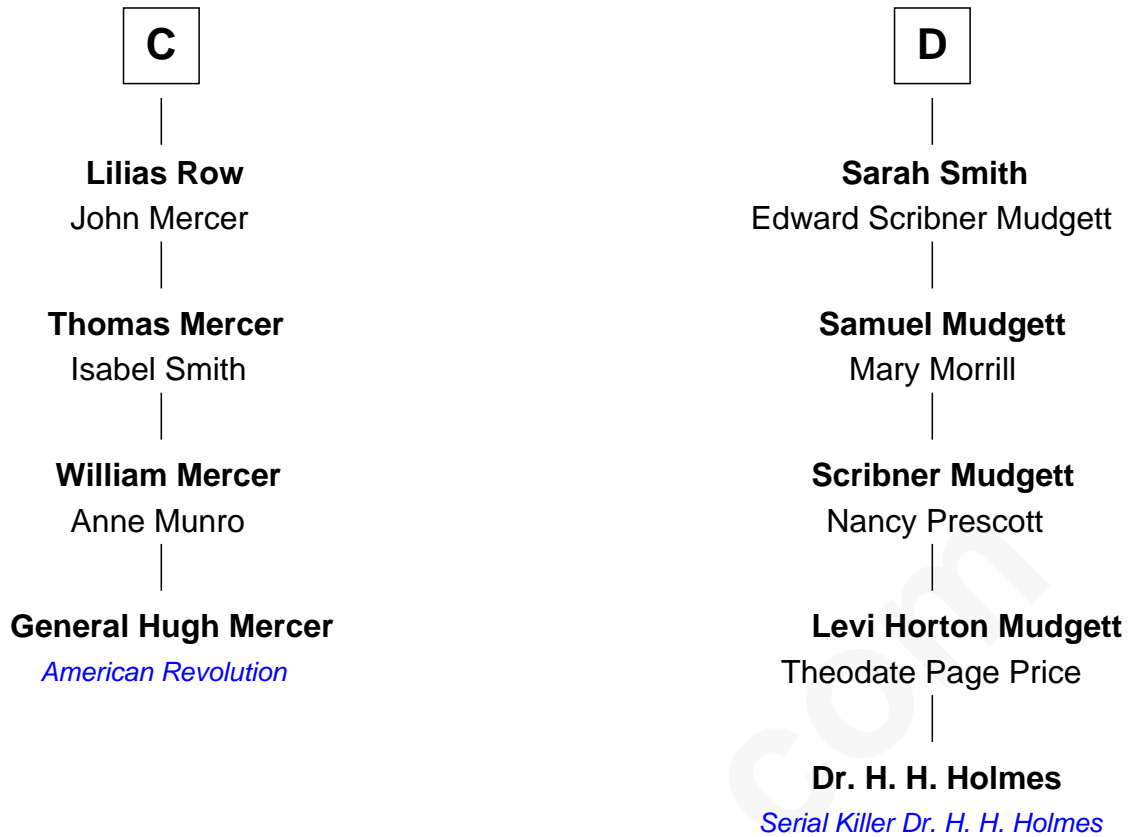 C
Lilias Row
John Mercer
Thomas Mercer
Isabel Smith
William Mercer
Anne Munro
General Hugh Mercer
American Revolution
D
Sarah Smith
Edward Scribner Mudgett
Samuel Mudgett
Mary Morrill
Scribner Mudgett
Nancy Prescott
Levi Horton Mudgett
Theodate Page Price
Dr. H. H. Holmes
Serial Killer Dr. H. H. Holmes
com